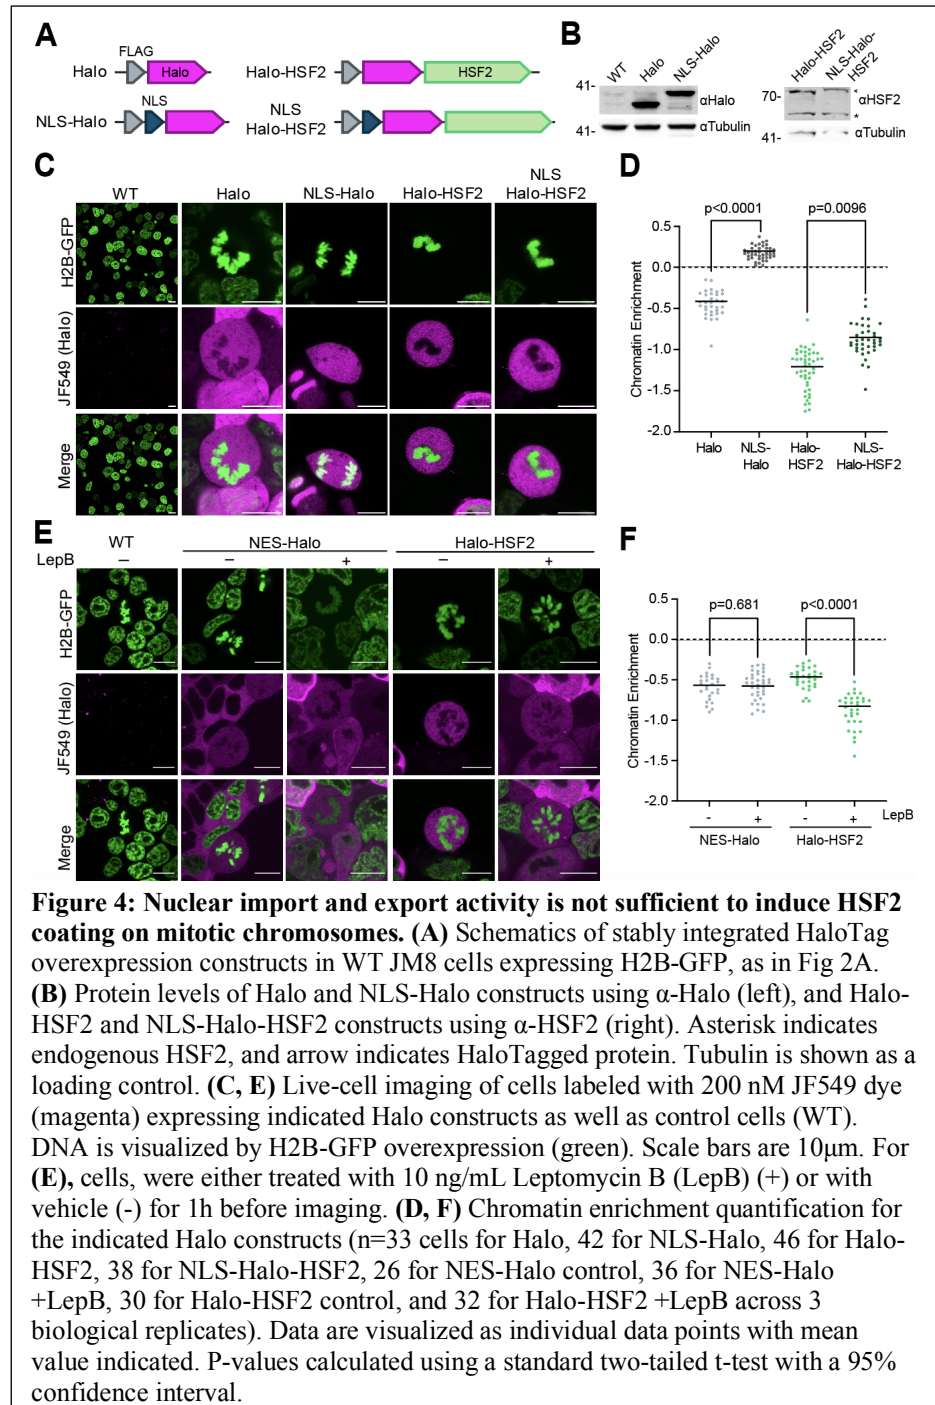 A
FLAG
Halo
Halo
Halo-HSF2
HSF2
NLS
NLS-Halo
NLS
Halo-HSF2
B
WT
Halo
NLS-Halo
41-
αHalo
41-
αTubulin
Halo-HSF2
NLS-Halo-
HSF2
70-
αHSF2
*
41-
αTubulin
C
WT
Halo
NLS-Halo
Halo-HSF2
NLS
Halo-HSF2
H2B-GFP
JF549 (Halo)
Merge
D
p<0.0001
p=0.0096
Chromatin Enrichment
0.5
0.0
-0.5
-1.0
-1.5
-2.0
Halo
NLS-
Halo
Halo-
HSF2
NLS-
Halo-HSF2
E
WT
NES-Halo
Halo-HSF2
LepB
–
–
+
–
+
H2B-GFP
JF549 (Halo)
Merge
F
p=0.681
p<0.0001
Chromatin Enrichment
0.5
0.0
-0.5
-1.0
-1.5
-2.0
-
+
-
+
LepB
NES-Halo
Halo-HSF2
Figure 4: Nuclear import and export activity is not sufficient to induce HSF2
coating on mitotic chromosomes. (A) Schematics of stably integrated HaloTag
overexpression constructs in WT JM8 cells expressing H2B-GFP, as in Fig 2A.
(B) Protein levels of Halo and NLS-Halo constructs using α-Halo (left), and Halo-
HSF2 and NLS-Halo-HSF2 constructs using α-HSF2 (right). Asterisk indicates
endogenous HSF2, and arrow indicates HaloTagged protein. Tubulin is shown as a
loading control. (C, E) Live-cell imaging of cells labeled with 200 nM JF549 dye
(magenta) expressing indicated Halo constructs as well as control cells (WT).
DNA is visualized by H2B-GFP overexpression (green). Scale bars are 10μm. For
(E), cells, were either treated with 10 ng/mL Leptomycin B (LepB) (+) or with
vehicle (-) for 1h before imaging. (D, F) Chromatin enrichment quantification for
the indicated Halo constructs (n=33 cells for Halo, 42 for NLS-Halo, 46 for Halo-
HSF2, 38 for NLS-Halo-HSF2, 26 for NES-Halo control, 36 for NES-Halo
+LepB, 30 for Halo-HSF2 control, and 32 for Halo-HSF2 +LepB across 3
biological replicates). Data are visualized as individual data points with mean
value indicated. P-values calculated using a standard two-tailed t-test with a 95%
confidence interval.